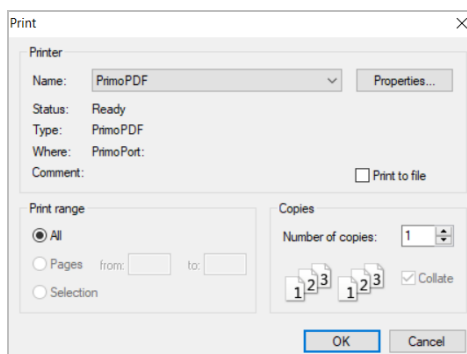 Print
Printer
Name: PrimoPDF Properties...
Status: Ready
Type: PrimoPDF
Where: PrimoPort:
Comment: Print to file
Print range
All
Pages from: to:
Selection
Copies
Number of copies: 1
1 2 3 1 2 3 Collate
OK Cancel